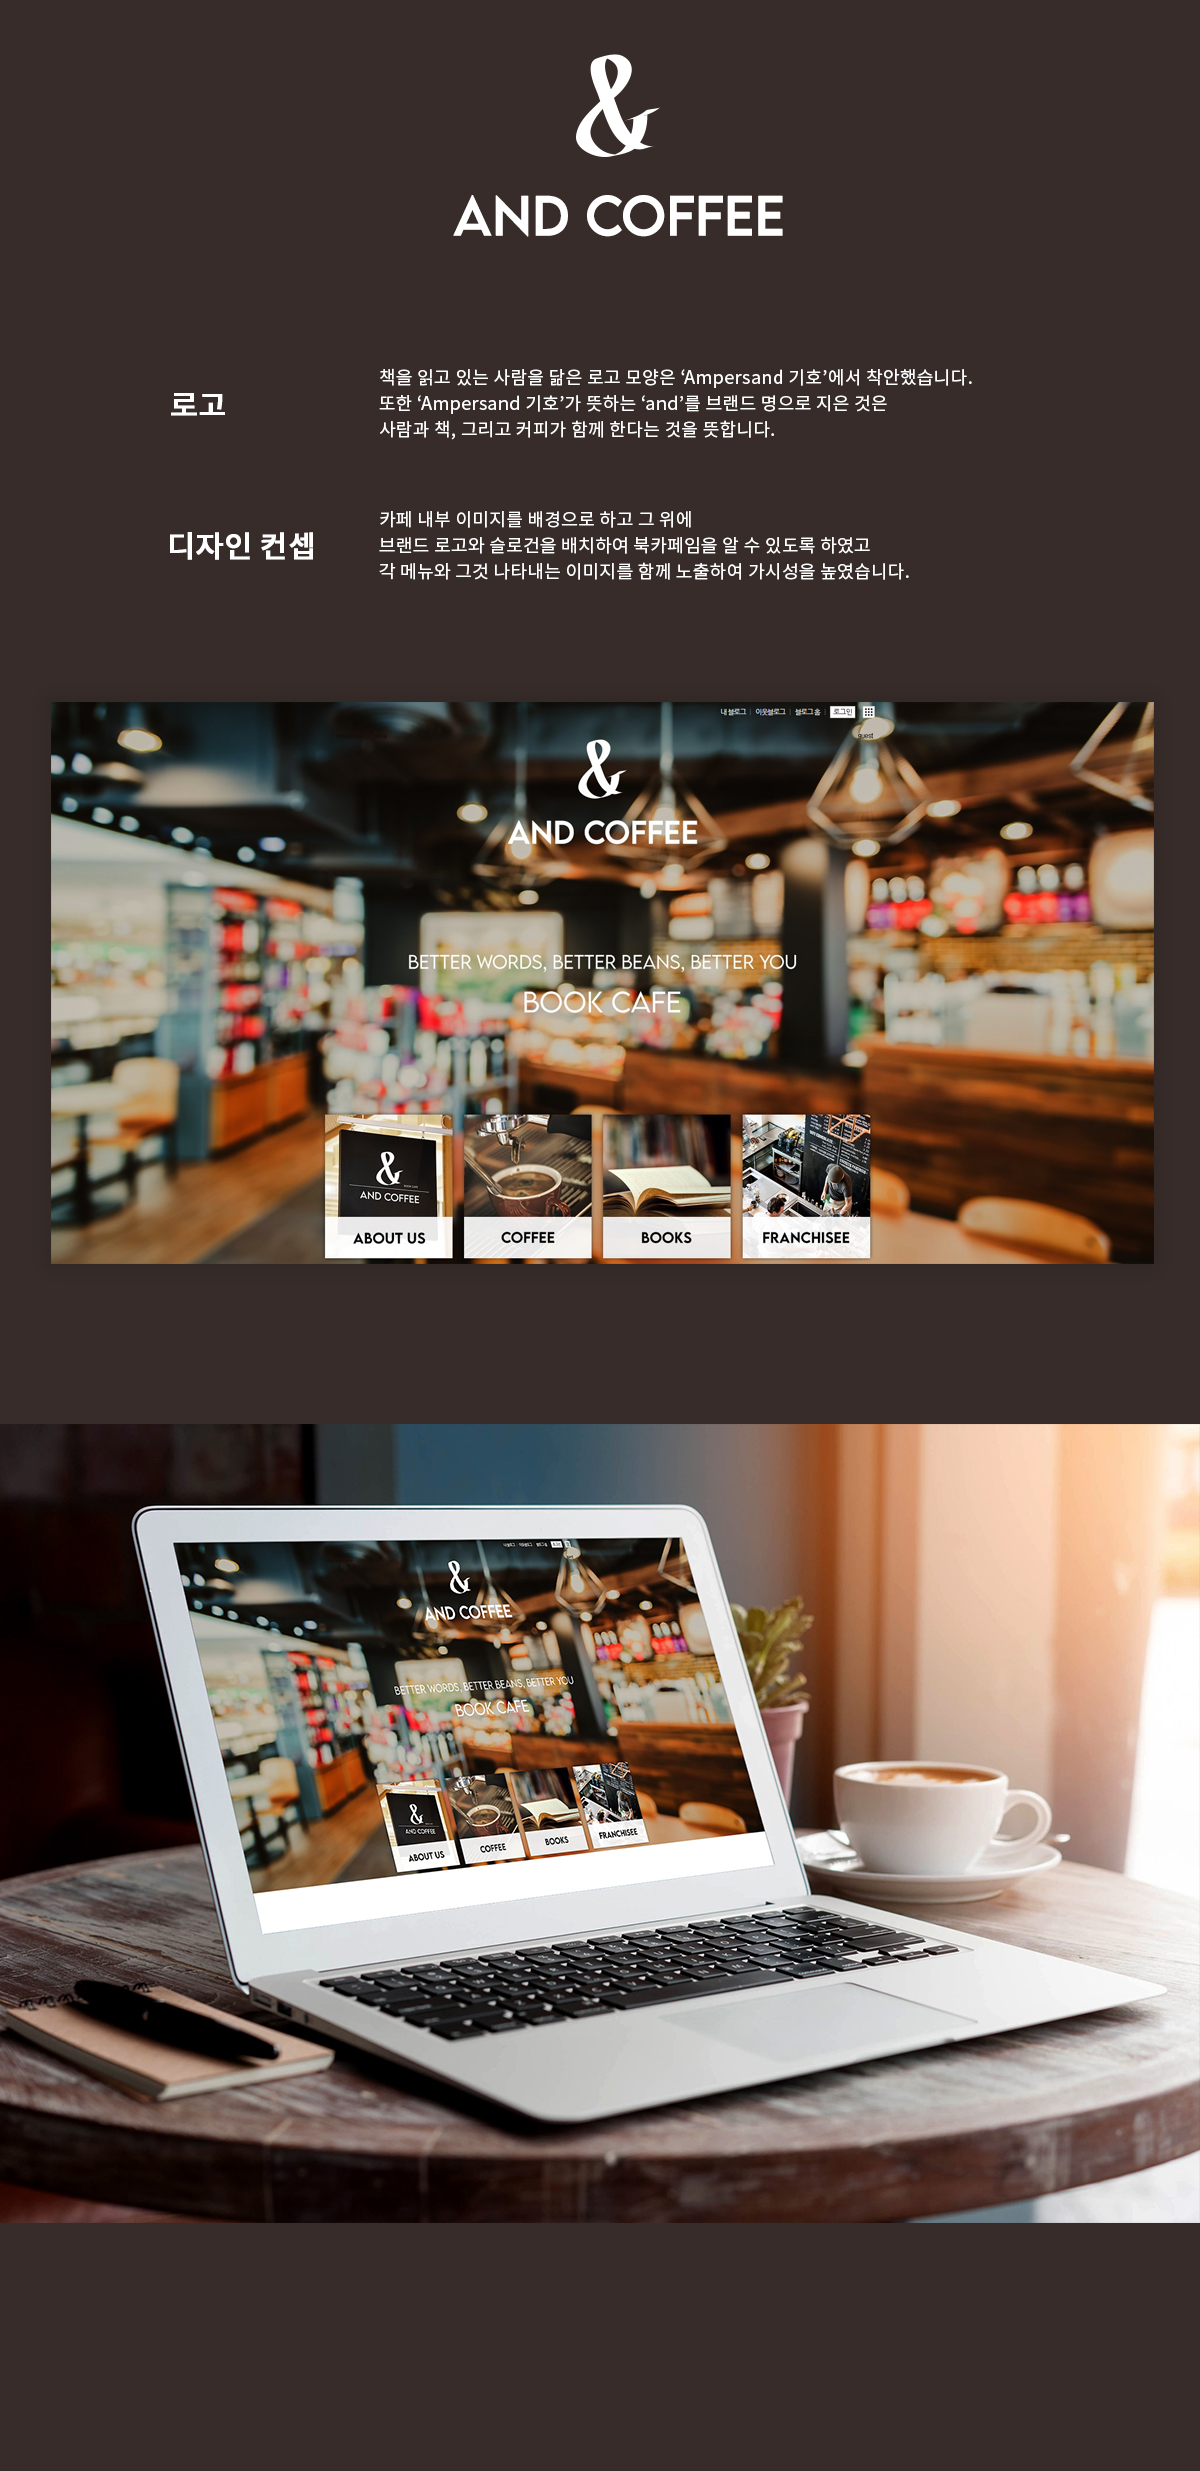 &
AND COFFEE
로고
책을 읽고 있는 사람을 닮은 로고 모양은 ‘Ampersand 기호’에서 착안했습니다.
또한 ‘Ampersand 기호’가 뜻하는 ‘and’를 브랜드 명으로 지은 것은
사람과 책, 그리고 커피가 함께 한다는 것을 뜻합니다.
디자인 컨셉
카페 내부 이미지를 배경으로 하고 그 위에
브랜드 로고와 슬로건을 배치하여 북카페임을 알 수 있도록 하였고
각 메뉴와 그것 나타내는 이미지를 함께 노출하여 가시성을 높였습니다.
내 블로그 | 이웃블로그 | 블로그 홈 | 로그인
guest
&
AND COFFEE
BETTER WORDS, BETTER BEANS, BETTER YOU
BOOK CAFE
&
AND COFFEE
ABOUT US COFFEE BOOKS FRANCHISEE
&
AND COFFEE
BETTER WORDS, BETTER BEANS, BETTER YOU
BOOK CAFE
&
AND COFFEE
ABOUT US COFFEE BOOKS FRANCHISEE